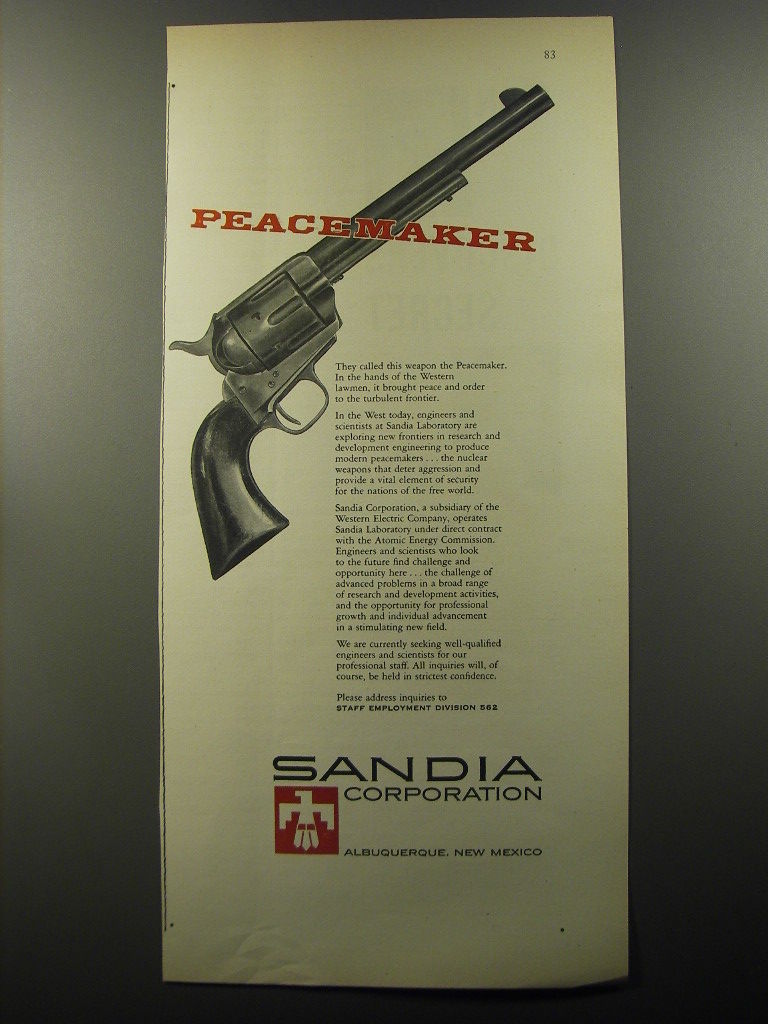 83
PEACEMAKER
They called this weapon the Peacemaker.
In the hands of the Western
lawmen, it brought peace and order
to the turbulent frontier.
In the West today, engineers and
scientists at Sandia Laboratory are
exploring new frontiers in research and
development engineering to produce
modern peacemakers . . . the nuclear
weapons that deter aggression and
provide a vital element of security
for the nations of the free world.
Sandia Corporation, a subsidiary of the
Western Electric Company, operates
Sandia Laboratory under direct contract
with the Atomic Energy Commission.
Engineers and scientists who look
to the future find challenge and
opportunity here . . . the challenge of
advanced problems in a broad range
of research and development activities,
and the opportunity for professional
growth and individual advancement
in a stimulating new field.
We are currently seeking well-qualified
engineers and scientists for our
professional staff. All inquiries will, of
course, be held in strictest confidence.
Please address inquiries to
STAFF EMPLOYMENT DIVISION 562
SANDIA
CORPORATION
ALBUQUERQUE, NEW MEXICO